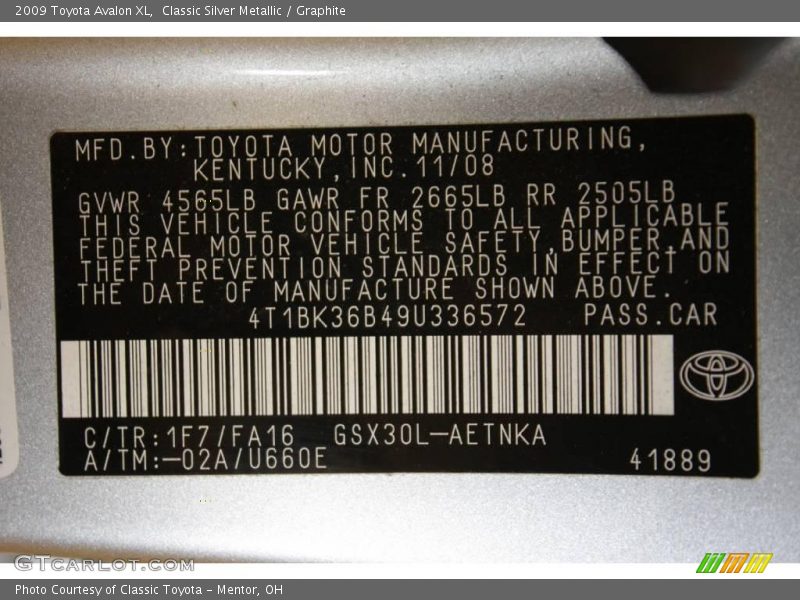 2009 Toyota Avalon XL,  Classic Silver Metallic / Graphite
MFD.BY:TOYOTA MOTOR MANUFACTURING,
KENTUCKY,INC.11/08
GVWR 4565LB GAWR FR 2665LB RR 2505LB
THIS VEHICLE CONFORMS TO ALL APPLICABLE
FEDERAL MOTOR VEHICLE SAFETY,BUMPER,AND
THEFT PREVENTION STANDARDS IN EFFECT ON
THE DATE OF MANUFACTURE SHOWN ABOVE.
4T1BK36B49U336572 PASS.CAR
C/TR:1F7/FA16 GSX30L-AETNKA
A/TM:-02A/U660E
41889
GTCARLOT.COM
Photo Courtesy of Classic Toyota - Mentor, OH